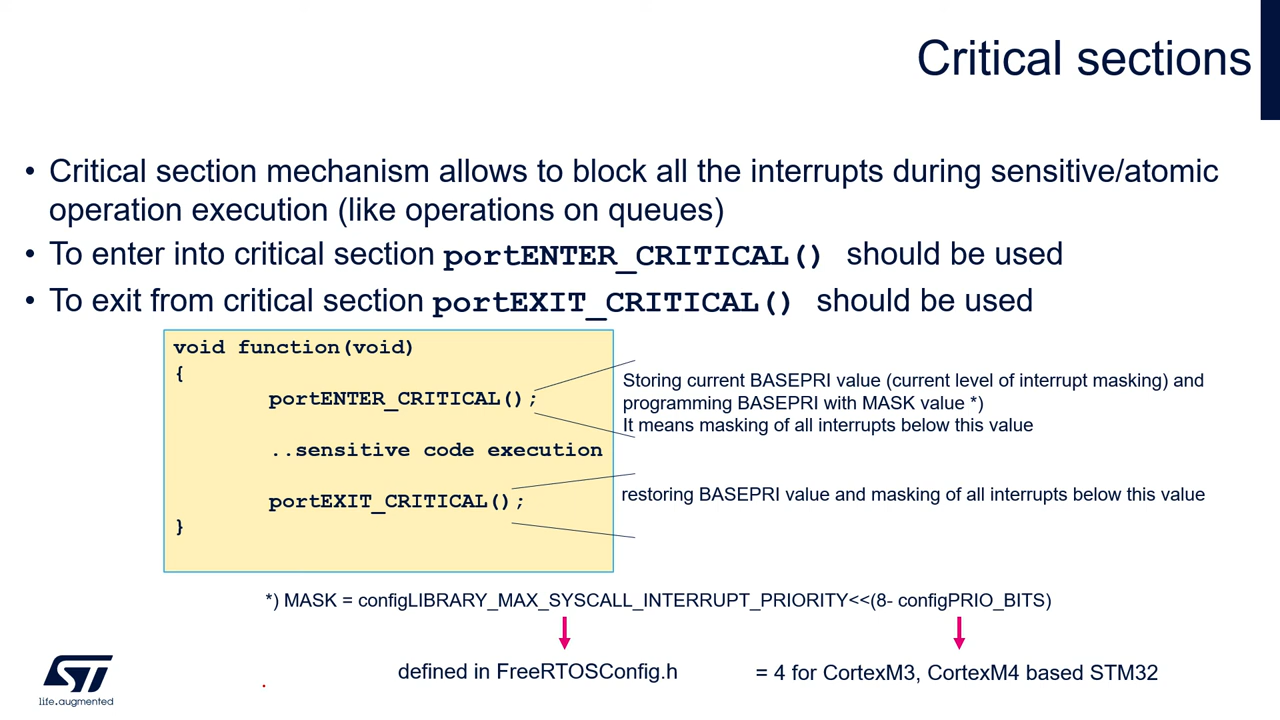 Critical sections
• Critical section mechanism allows to block all the interrupts during sensitive/atomic
operation execution (like operations on queues)
• To enter into critical section portENTER_CRITICAL() should be used
• To exit from critical section portEXIT_CRITICAL() should be used
void function(void)
{
portENTER_CRITICAL();
..sensitive code execution
portEXIT_CRITICAL();
}
Storing current BASEPRI value (current level of interrupt masking) and
programming BASEPRI with MASK value *)
It means masking of all interrupts below this value
restoring BASEPRI value and masking of all interrupts below this value
*) MASK = configLIBRARY_MAX_SYSCALL_INTERRUPT_PRIORITY<<(8- configPRIO_BITS)
defined in FreeRTOSConfig.h
= 4 for CortexM3, CortexM4 based STM32
ST
life.augmented